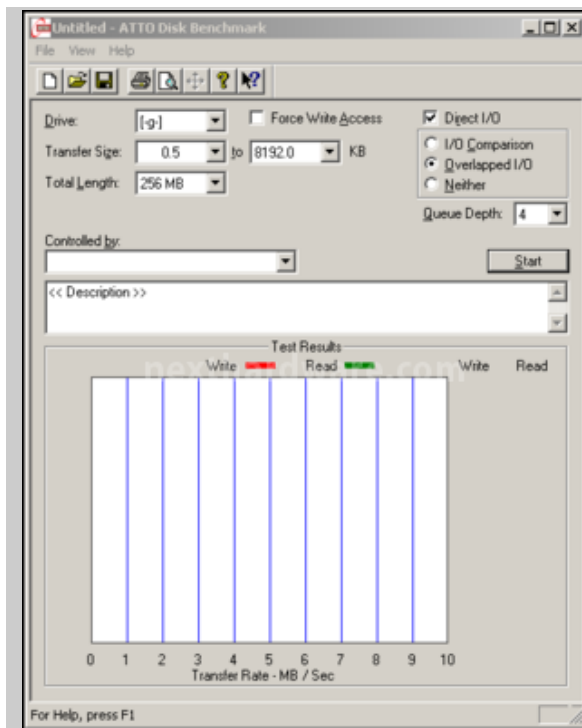 Untitled - ATTO Disk Benchmark
File View Help
Drive: [-g-] Force Write Access Direct I/O
Transfer Size: 0.5 to 8192.0 KB I/O Comparison
Overlapped I/O
Total Length: 256 MB Neither
Queue Depth: 4
Controlled by:
Start
<< Description >>
Test Results
Write Read Write Read
0 1 2 3 4 5 6 7 8 9 10
Transfer Rate - MB / Sec
For Help, press F1